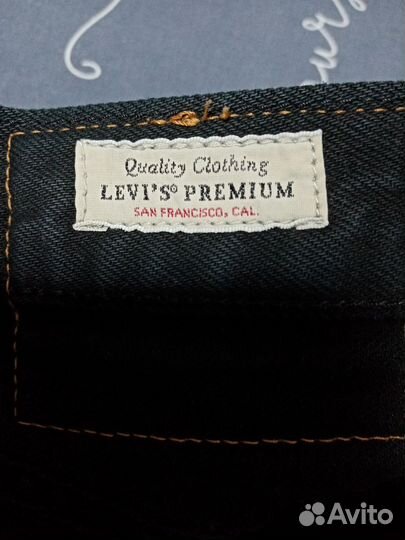 Quality Clothing
LEVI'S® PREMIUM
SAN FRANCISCO, CAL.
Avito